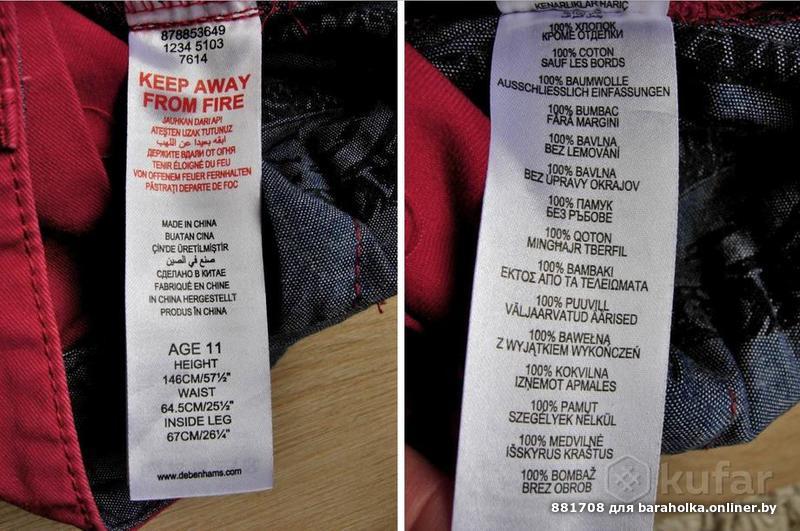 878853649
1234 5103
7614
KEEP AWAY
FROM FIRE
JAUHKAN DARI API
ATEŞTEN UZAK TUTUNUZ
ابقه بعيدا عن اللهب
ДЕРЖИТЕ ВДАЛИ ОТ ОГНЯ
TENIR ÉLOIGNÉ DU FEU
VON OFFENEM FEUER FERNHALTEN
PĂSTRAȚI DEPARTE DE FOC
MADE IN CHINA
BUATAN CINA
ÇİN'DE ÜRETİLMİŞTİR
صنع في الصين
СДЕЛАНО В КИТАЕ
FABRIQUÉ EN CHINE
IN CHINA HERGESTELLT
PRODUS ÎN CHINA
AGE 11
HEIGHT
146CM/57½"
WAIST
64.5CM/25½"
INSIDE LEG
67CM/26¼"
www.debenhams.com
KENARLIKLAR HARİÇ
100% ХЛОПОК
КРОМЕ ОТДЕЛКИ
100% COTON
SAUF LES BORDS
100% BAUMWOLLE
AUSSCHLIESSLICH EINFASSUNGEN
100% BUMBAC
FĂRĂ MARGINI
100% BAVLNA
BEZ LEMOVÁNÍ
100% BAVLNA
BEZ ÚPRAVY OKRAJOV
100% ПАМУК
БЕЗ РЪБОВЕ
100% QOTON
MINGĦAJR TBERFIL
100% ΒΑΜΒΑΚΙ
ΕΚΤΟΣ ΑΠΟ ΤΑ ΤΕΛΕΙΩΜΑΤΑ
100% PUUVILL
VÄLJAARVATUD ÄÄRISED
100% BAWEŁNA
Z WYJĄTKIEM WYKOŃCZEŃ
100% KOKVILNA
IZŅEMOT APMALES
100% PAMUT
SZEGÉLYEK NÉLKÜL
100% MEDVILNĖ
IŠSKYRUS KRAŠTUS
100% BOMBAŽ
BREZ OBROB
kufar
881708 для baraholka.onliner.by